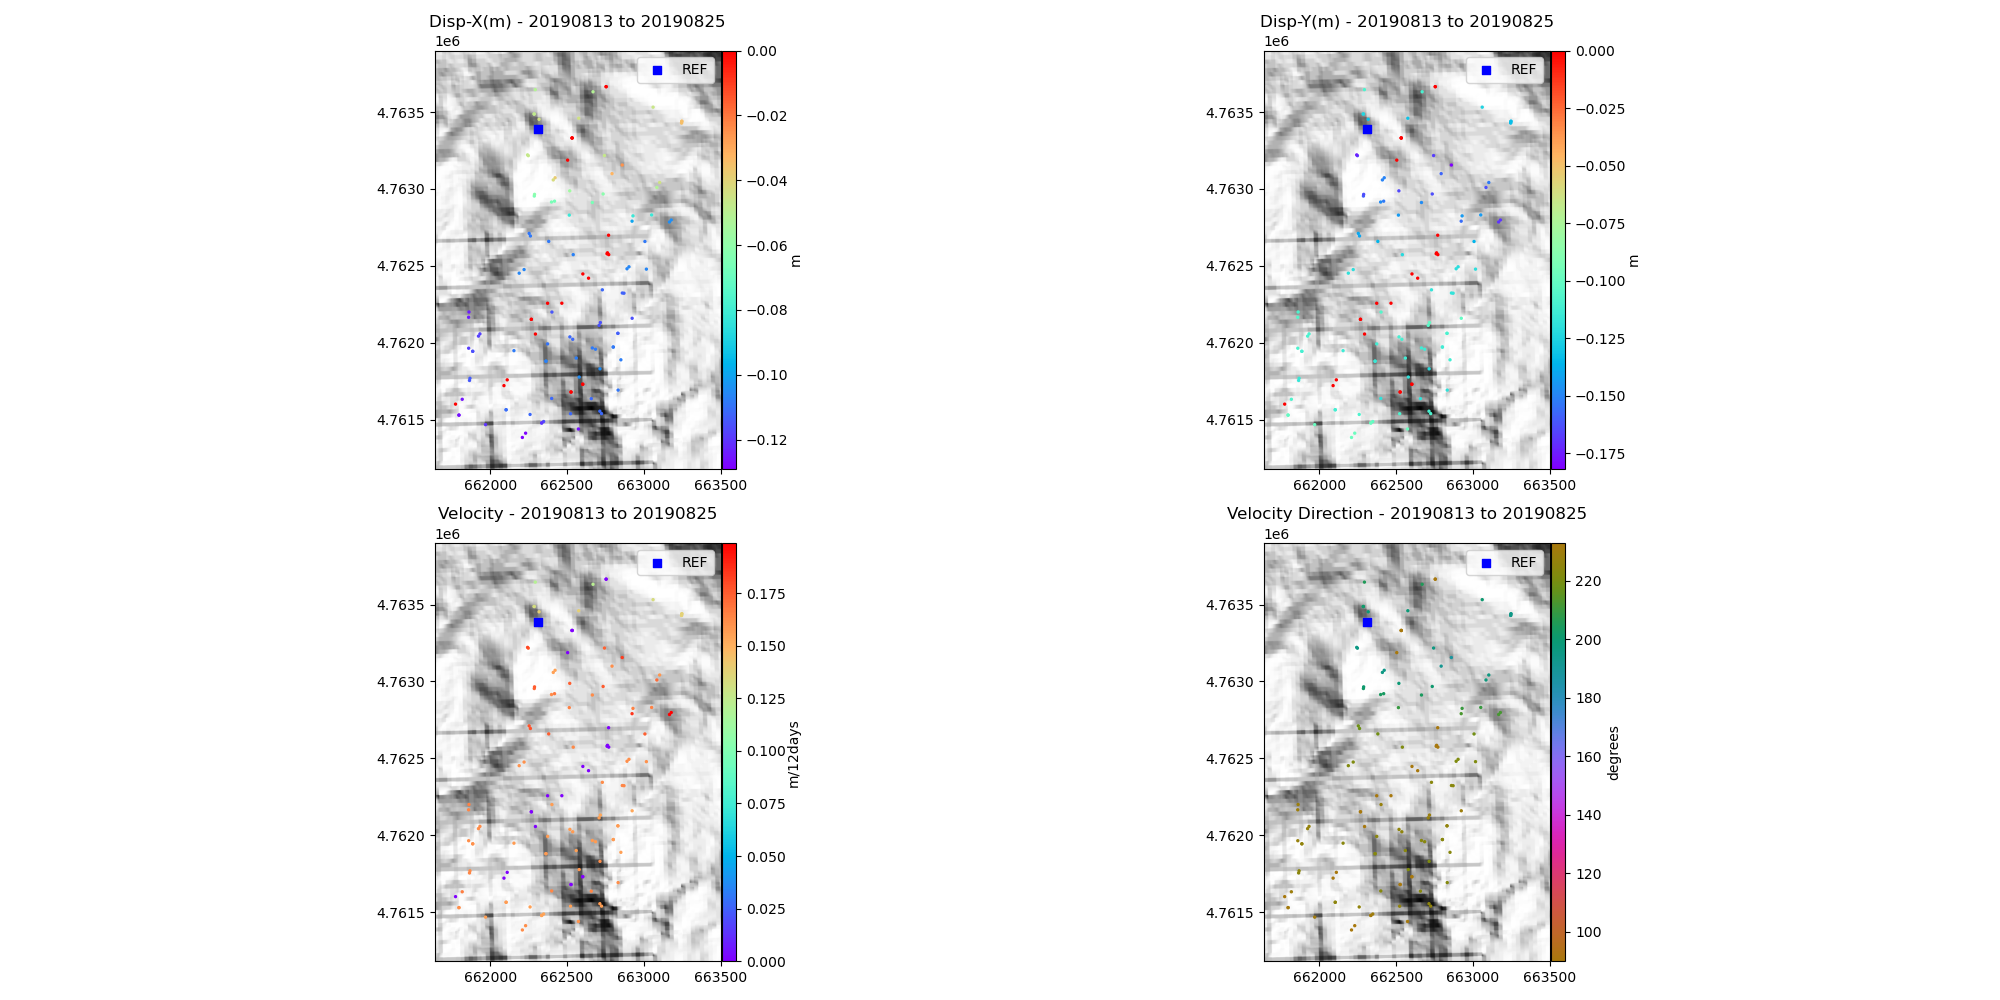 Disp-X(m) - 20190813 to 20190825
1e6
REF
4.7635
4.7630
4.7625
4.7620
4.7615
662000 662500 663000 663500
0.00
−0.02
−0.04
−0.06
−0.08
−0.10
−0.12
m
Disp-Y(m) - 20190813 to 20190825
1e6
REF
4.7635
4.7630
4.7625
4.7620
4.7615
662000 662500 663000 663500
0.000
−0.025
−0.050
−0.075
−0.100
−0.125
−0.150
−0.175
m
Velocity - 20190813 to 20190825
1e6
REF
4.7635
4.7630
4.7625
4.7620
4.7615
662000 662500 663000 663500
0.175
0.150
0.125
0.100
0.075
0.050
0.025
0.000
m/12days
Velocity Direction - 20190813 to 20190825
1e6
REF
4.7635
4.7630
4.7625
4.7620
4.7615
662000 662500 663000 663500
220
200
180
160
140
120
100
degrees